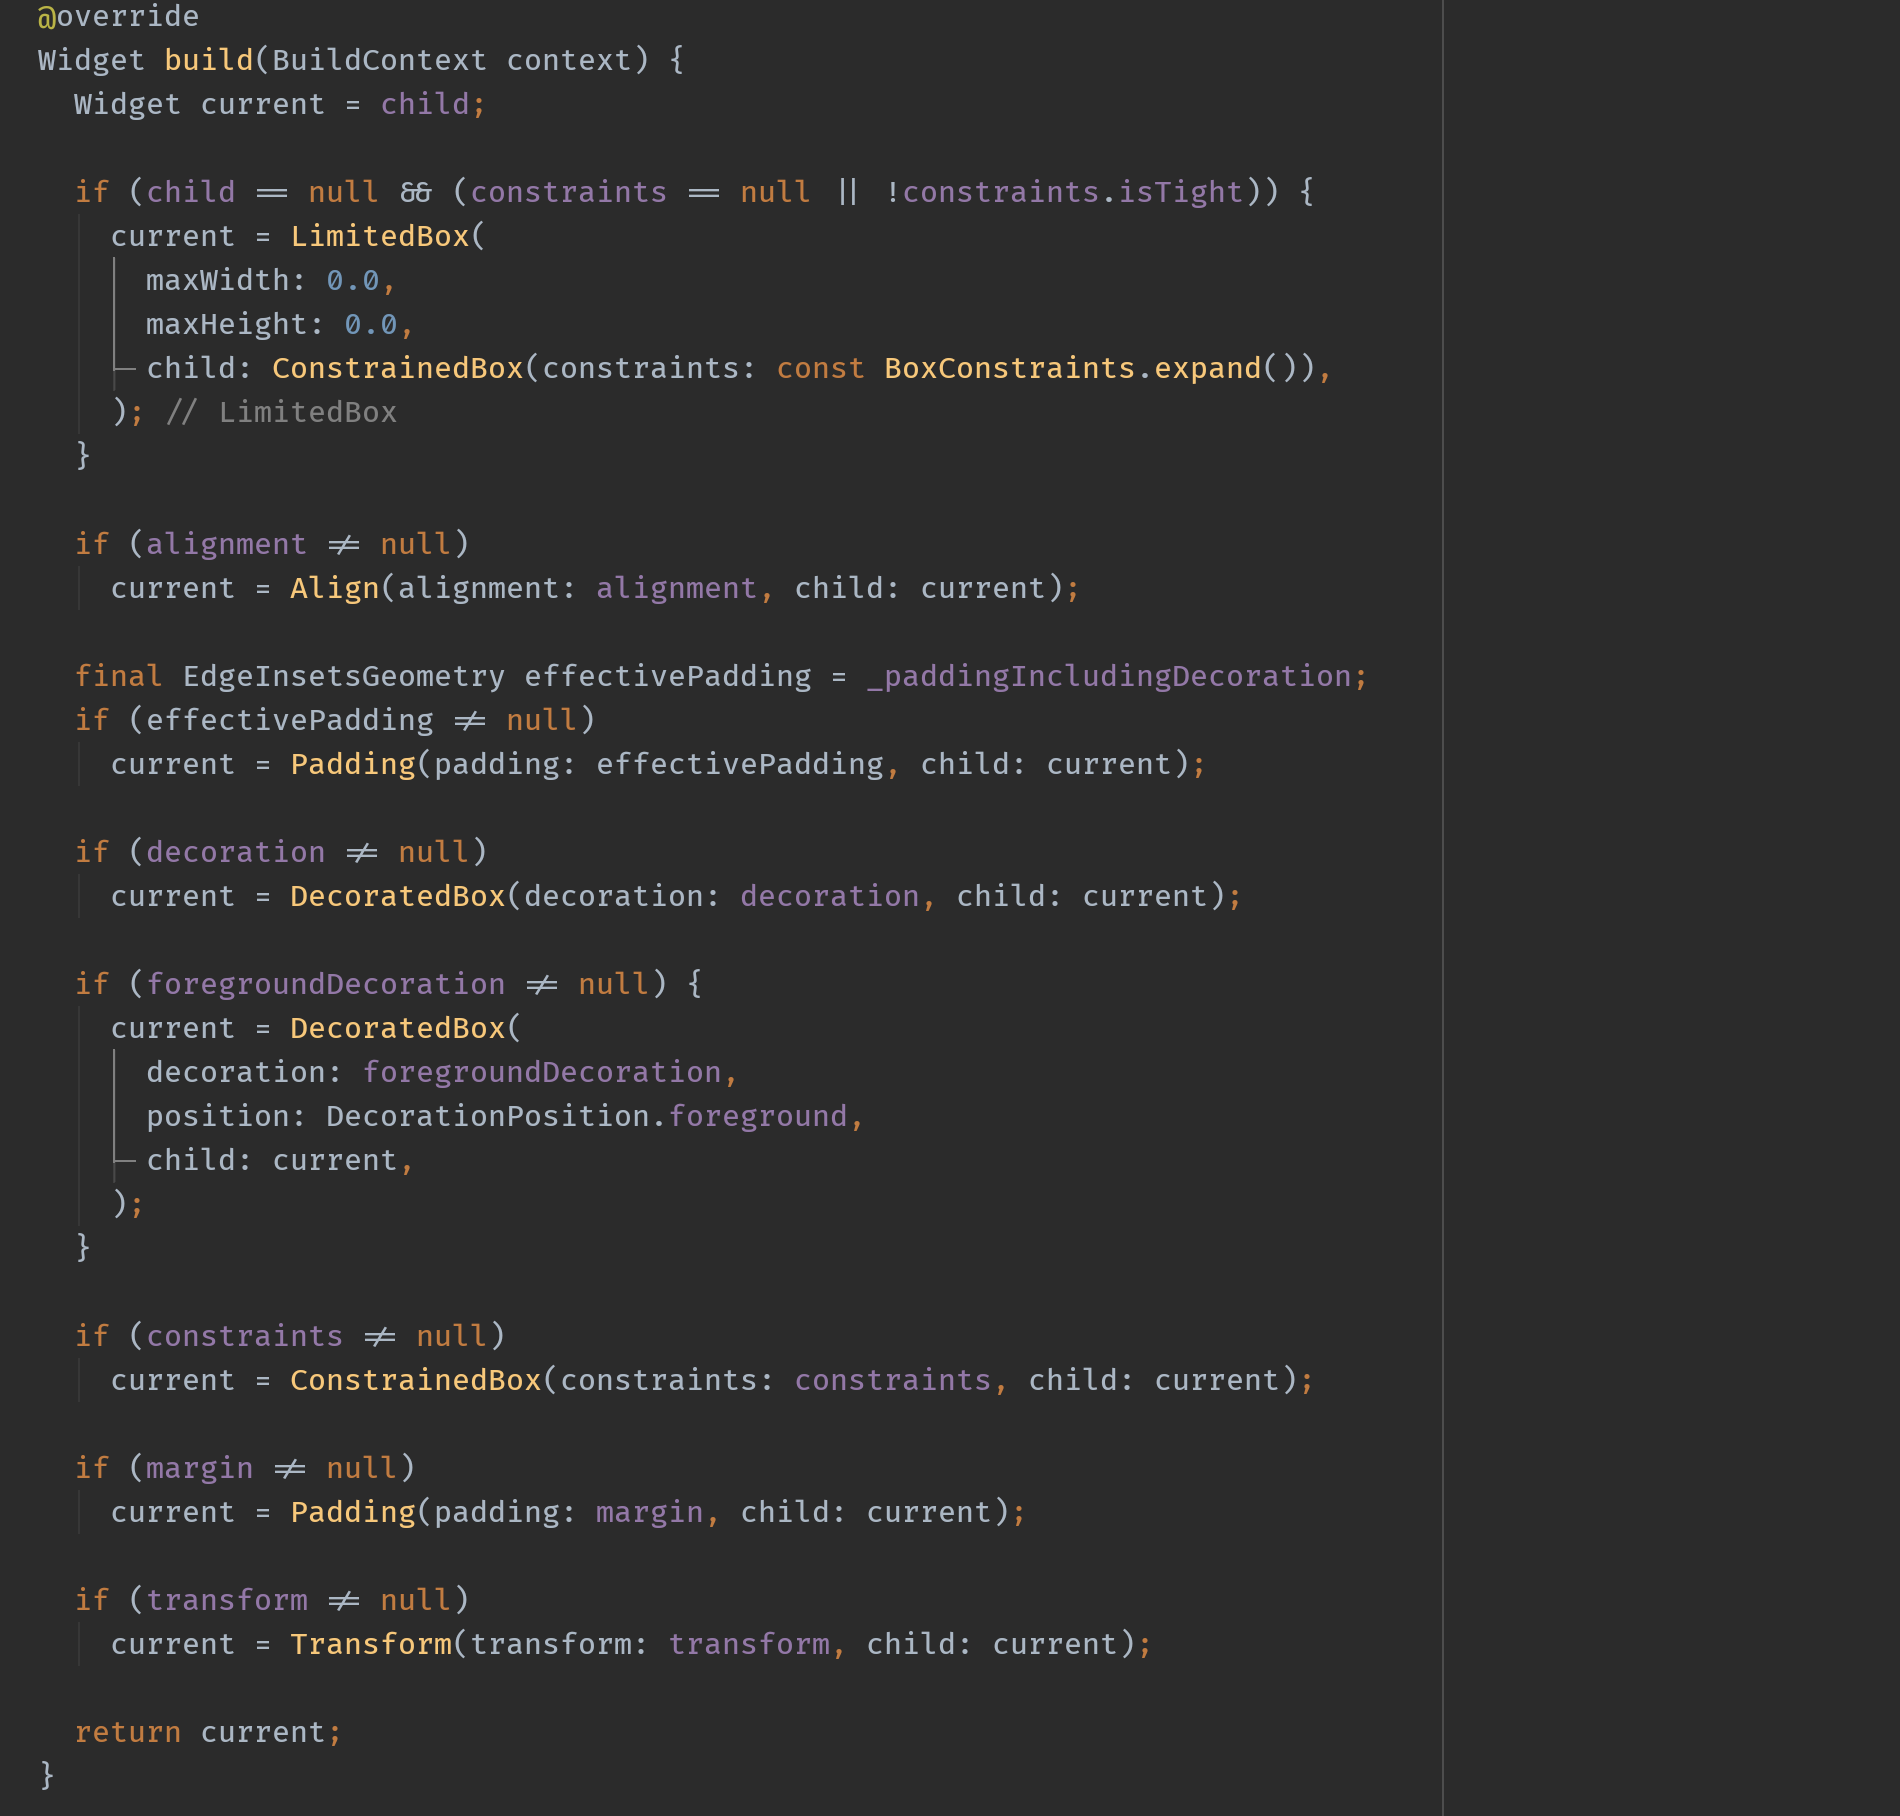 @override
Widget build(BuildContext context) {
  Widget current = child;

  if (child == null && (constraints == null || !constraints.isTight)) {
    current = LimitedBox(
      maxWidth: 0.0,
      maxHeight: 0.0,
      child: ConstrainedBox(constraints: const BoxConstraints.expand()),
    ); // LimitedBox
  }

  if (alignment != null)
    current = Align(alignment: alignment, child: current);

  final EdgeInsetsGeometry effectivePadding = _paddingIncludingDecoration;
  if (effectivePadding != null)
    current = Padding(padding: effectivePadding, child: current);

  if (decoration != null)
    current = DecoratedBox(decoration: decoration, child: current);

  if (foregroundDecoration != null) {
    current = DecoratedBox(
      decoration: foregroundDecoration,
      position: DecorationPosition.foreground,
      child: current,
    );
  }

  if (constraints != null)
    current = ConstrainedBox(constraints: constraints, child: current);

  if (margin != null)
    current = Padding(padding: margin, child: current);

  if (transform != null)
    current = Transform(transform: transform, child: current);

  return current;
}